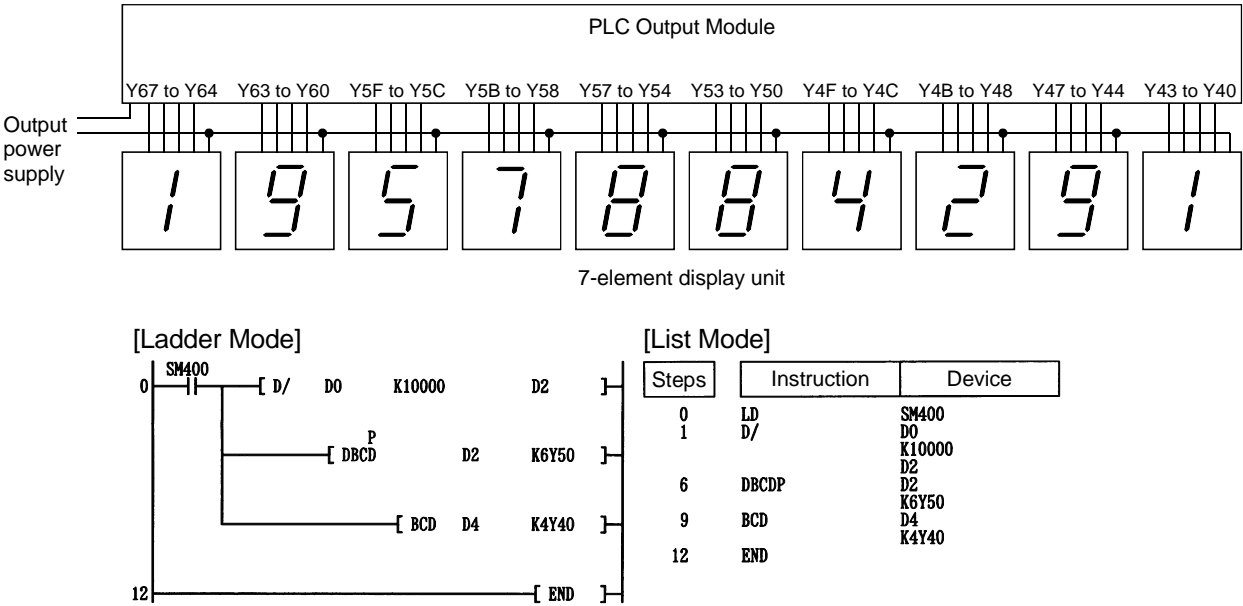 PLC Output Module
Y67 to Y64 Y63 to Y60 Y5F to Y5C Y5B to Y58 Y57 to Y54 Y53 to Y50 Y4F to Y4C Y4B to Y48 Y47 to Y44 Y43 to Y40
Output
power
supply
1 9 5 7 8 8 4 2 9 1
7-element display unit
[Ladder Mode]
SM400
0 [ D/ D0 K10000 D2 ]
P
[ DBCD D2 K6Y50 ]
[ BCD D4 K4Y40 ]
12 [ END ]
[List Mode]
Steps Instruction Device
0 LD SM400
1 D/ D0
K10000
D2
6 DBCDP D2
K6Y50
9 BCD D4
K4Y40
12 END